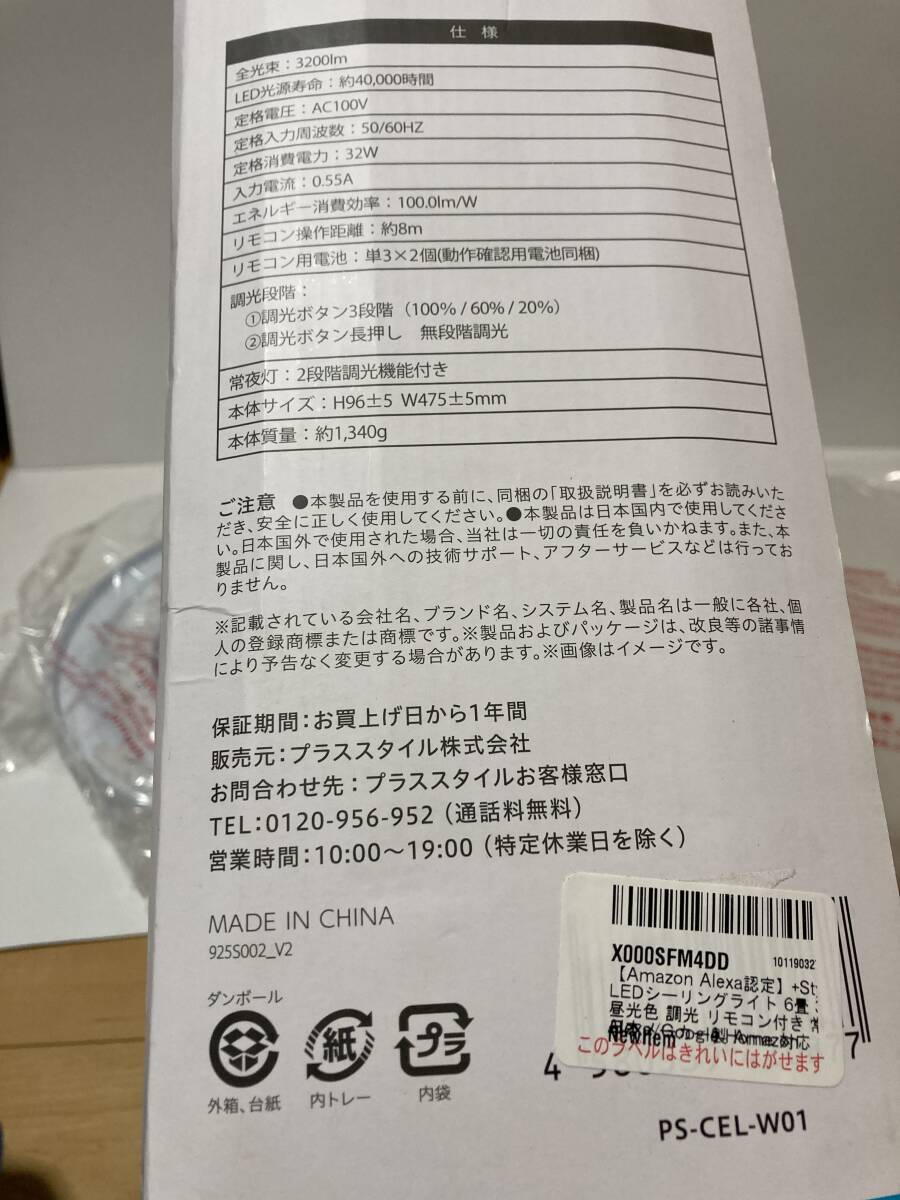 仕様
全光束：3200lm
LED光源寿命：約40,000時間
定格電圧：AC100V
定格入力周波数：50/60HZ
定格消費電力：32W
入力電流：0.55A
エネルギー消費効率：100.0lm/W
リモコン操作距離：約8m
リモコン用電池：単3×2個(動作確認用電池同梱)
調光段階：
①調光ボタン3段階（100% / 60% / 20%）
②調光ボタン長押し　無段階調光
常夜灯：2段階調光機能付き
本体サイズ：H96±5 W475±5mm
本体質量：約1,340g
ご注意 ●本製品を使用する前に、同梱の「取扱説明書」を必ずお読みいた
だき、安全に正しく使用してください。●本製品は日本国内で使用してくださ
い。日本国外で使用された場合、当社は一切の責任を負いかねます。また、本
製品に関し、日本国外への技術サポート、アフターサービスなどは行ってお
りません。
※記載されている会社名、ブランド名、システム名、製品名は一般に各社、個
人の登録商標または商標です。※製品およびパッケージは、改良等の諸事情
により予告なく変更する場合があります。※画像はイメージです。
保証期間：お買上げ日から1年間
販売元：プラススタイル株式会社
お問合わせ先：プラススタイルお客様窓口
TEL：0120-956-952（通話料無料）
営業時間：10:00～19:00（特定休業日を除く）
MADE IN CHINA
925S002_V2
X000SFM4DD
10119032
【Amazon Alexa認定】+St
LEDシーリングライト 6畳
昼光色 調光 リモコン付き
このラベルはきれいにはがせます
ダンボール
外箱、台紙
紙
内トレー
プラ
内袋
PS-CEL-W01